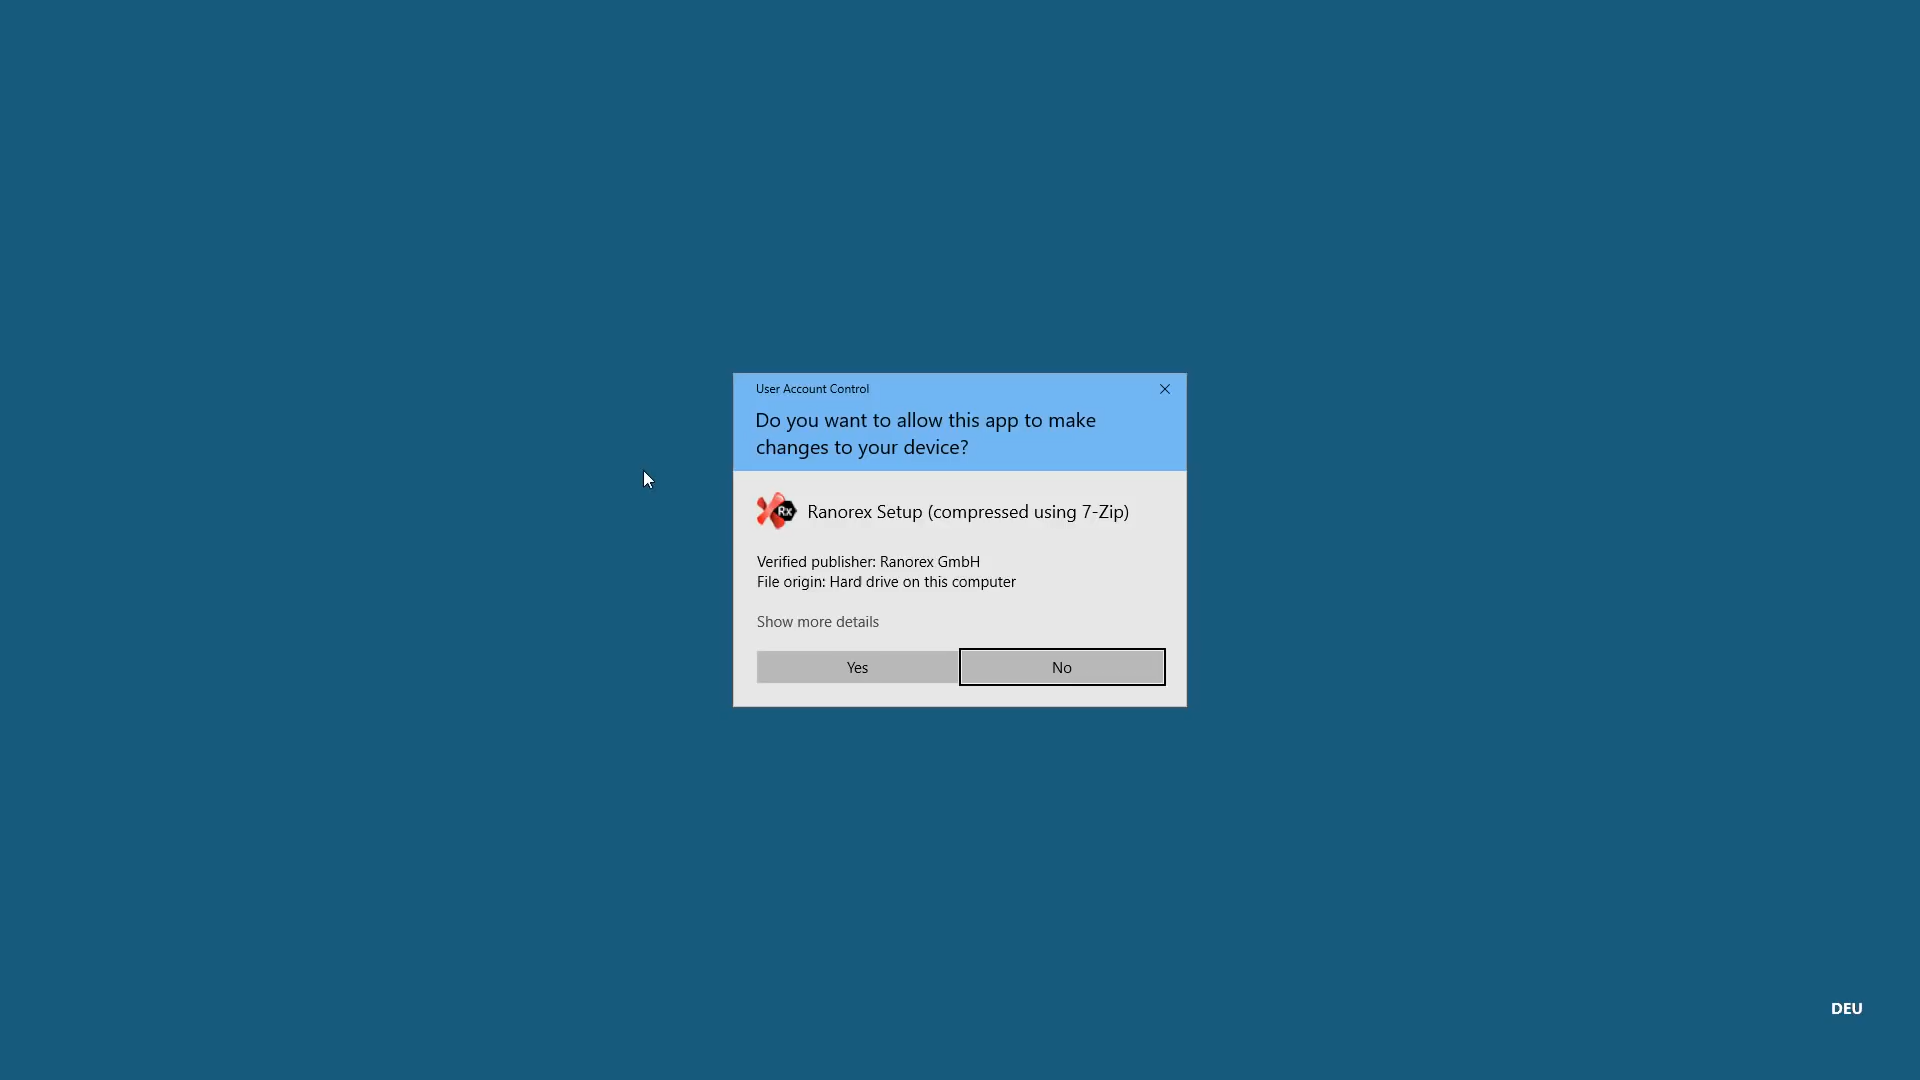 User Account Control
Do you want to allow this app to make
changes to your device?
Rx
Ranorex Setup (compressed using 7-Zip)
Verified publisher: Ranorex GmbH
File origin: Hard drive on this computer
Show more details
Yes
No
DEU